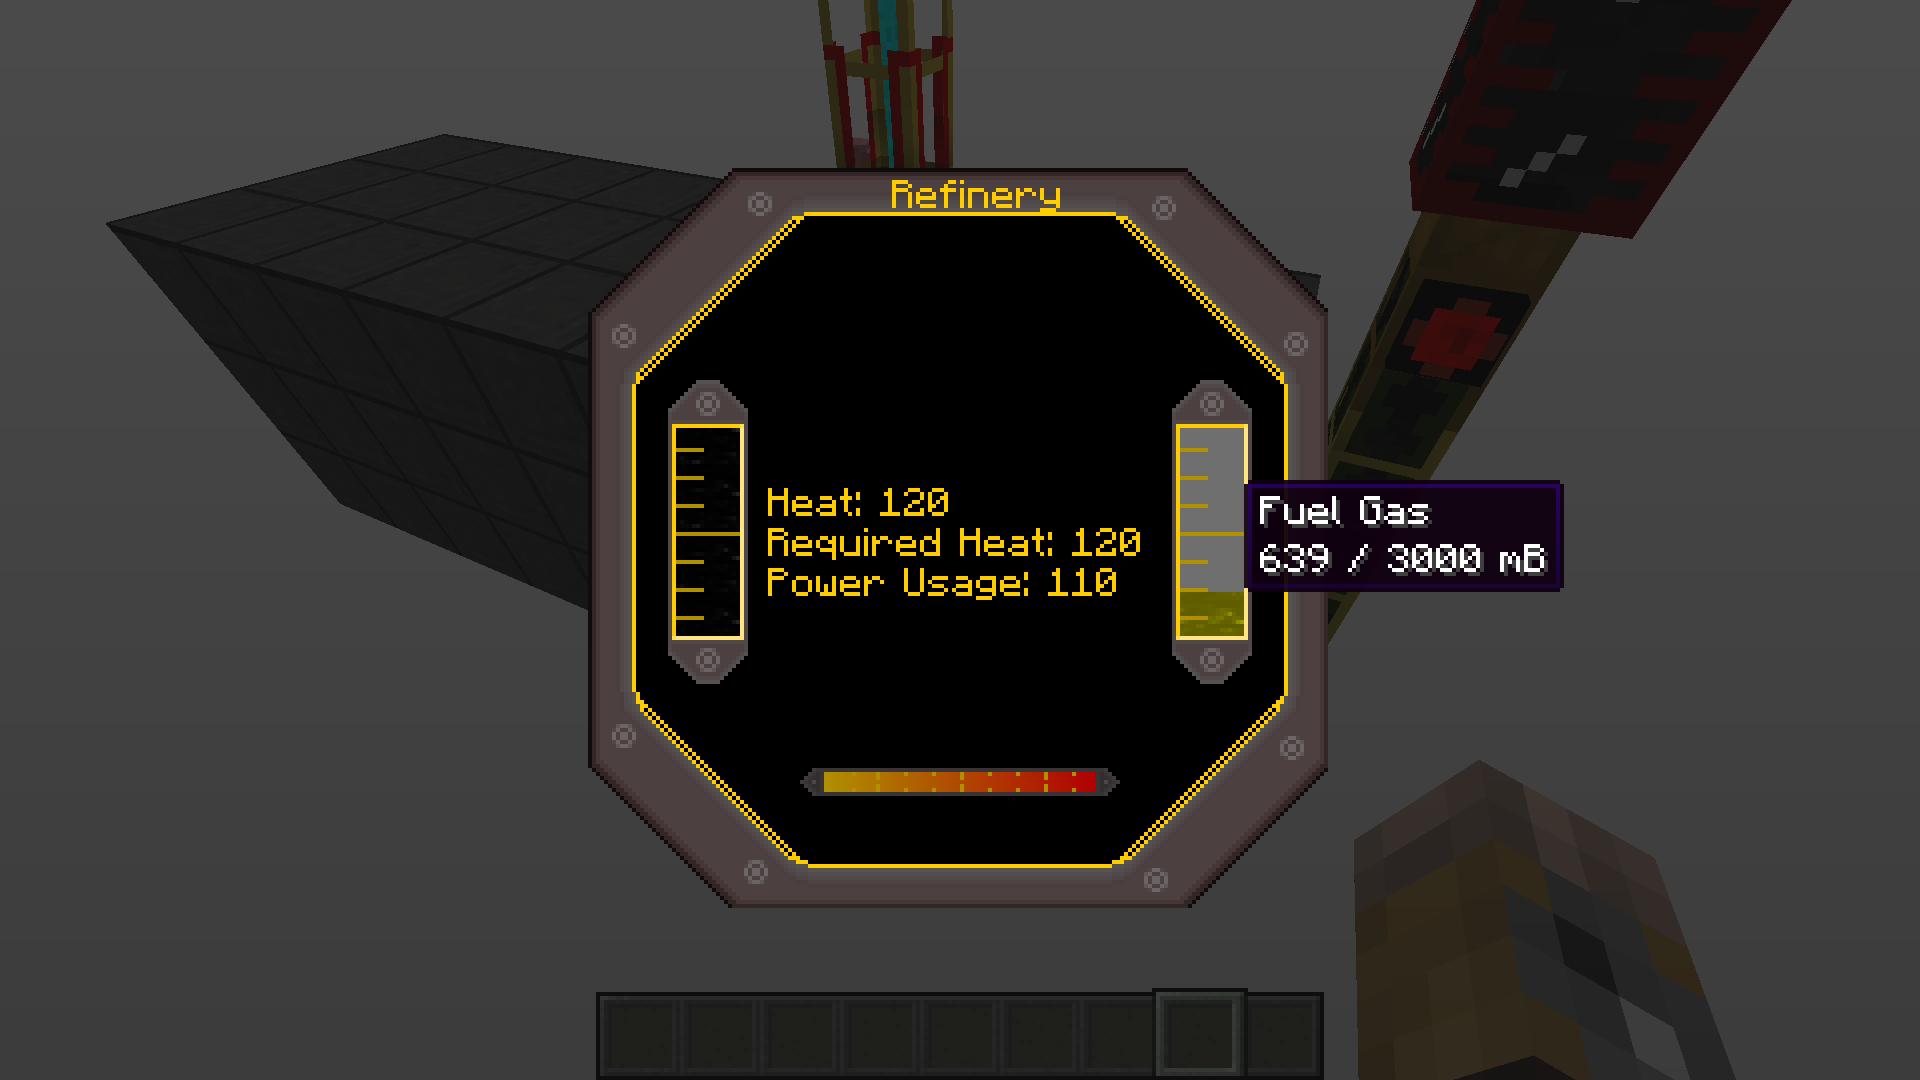 Refinery
Heat: 120
Required Heat: 120
Power Usage: 110
Fuel Gas
639 / 3000 mB